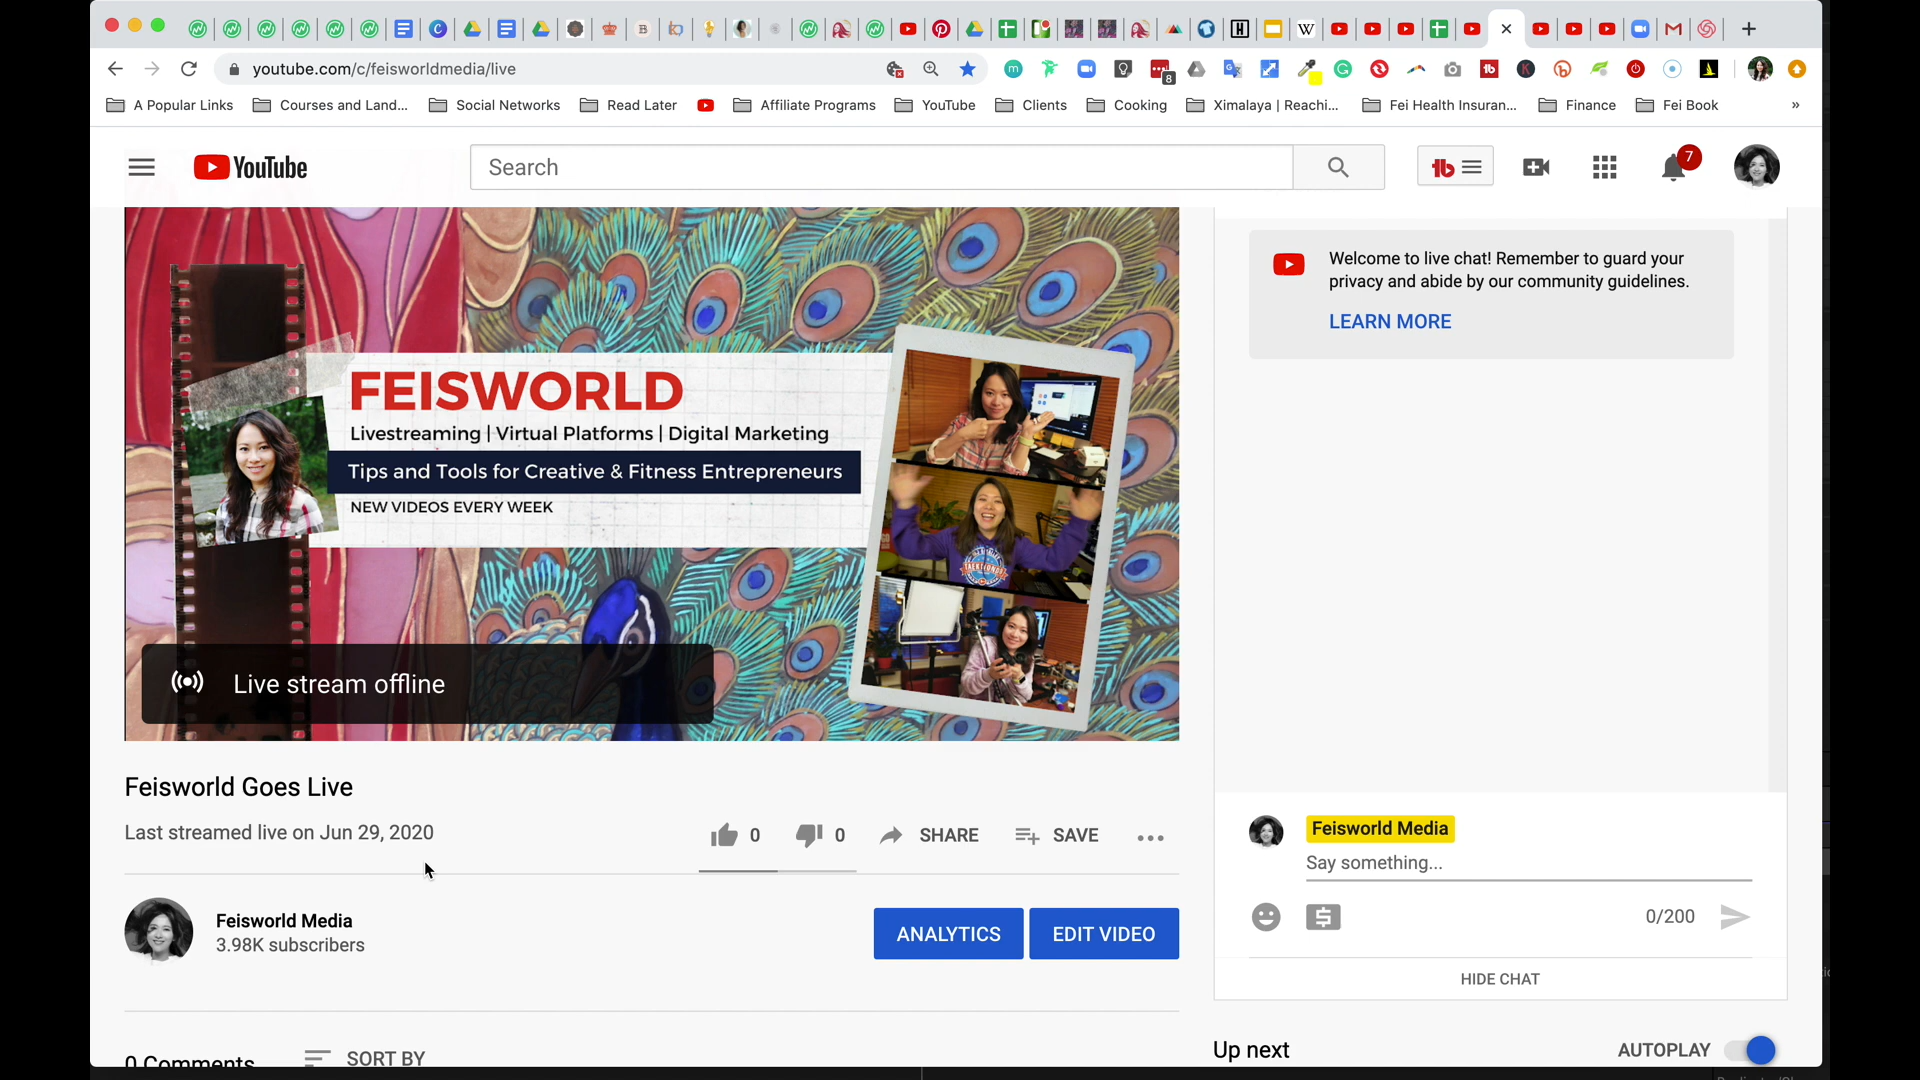 youtube.com/c/feisworldmedia/live
8
A Popular Links
Courses and Land...
Social Networks
Read Later
Affiliate Programs
YouTube
Clients
Cooking
Ximalaya | Reachi...
Fei Health Insuran...
Finance
Fei Book
»
YouTube
Search
7
FEISWORLD
Livestreaming | Virtual Platforms | Digital Marketing
Tips and Tools for Creative & Fitness Entrepreneurs
NEW VIDEOS EVERY WEEK
TAEKWONDO
Live stream offline
Welcome to live chat! Remember to guard your
privacy and abide by our community guidelines.
LEARN MORE
Feisworld Goes Live
Last streamed live on Jun 29, 2020
0
0
SHARE
SAVE
Feisworld Media
3.98K subscribers
ANALYTICS
EDIT VIDEO
Feisworld Media
Say something...
0/200
HIDE CHAT
0 Comments
SORT BY
Up next
AUTOPLAY